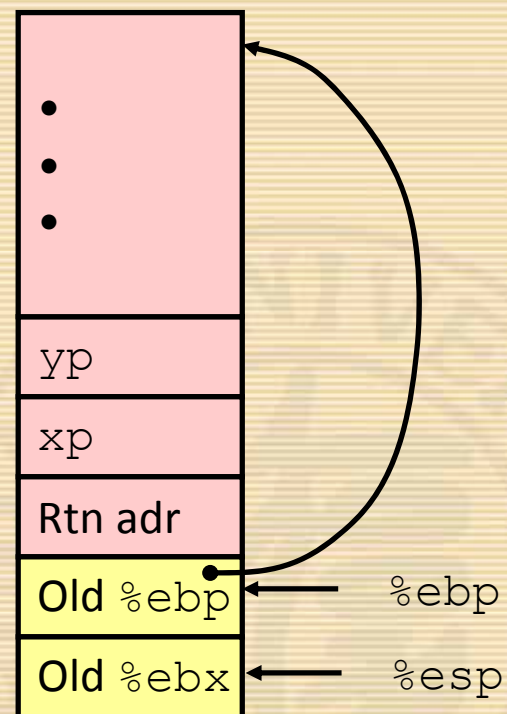 •
•
•
yp
xp
Rtn adr
Old %ebp %ebp
Old %ebx %esp